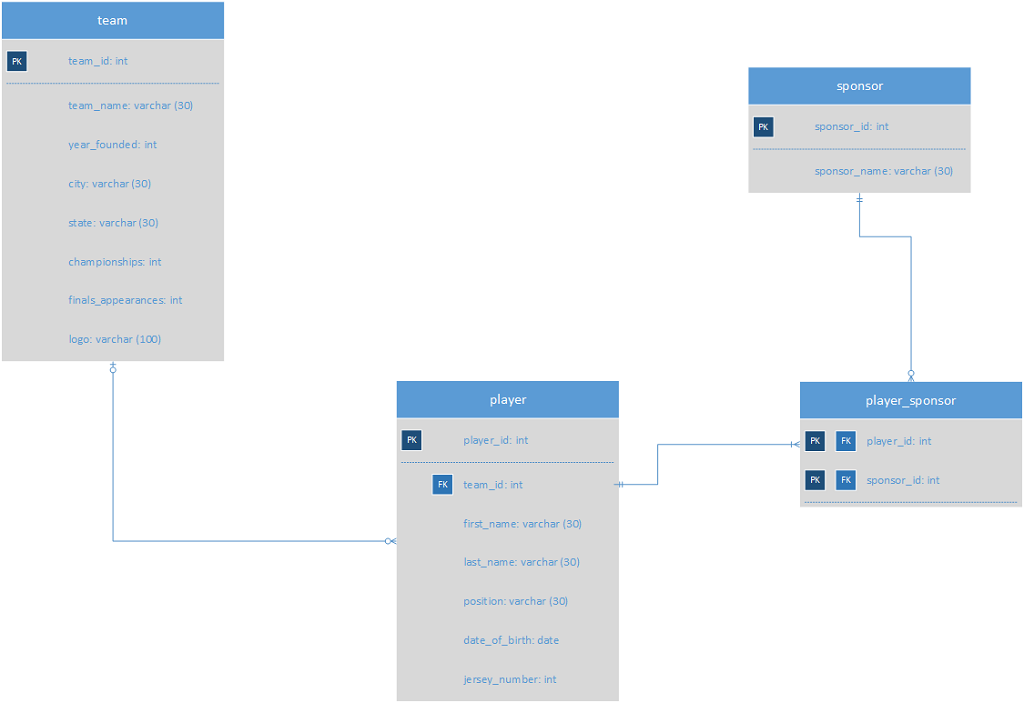 team
PK team_id: int
team_name: varchar (30)
year_founded: int
city: varchar (30)
state: varchar (30)
championships: int
finals_appearances: int
logo: varchar (100)
sponsor
PK sponsor_id: int
sponsor_name: varchar (30)
player
PK player_id: int
FK team_id: int
first_name: varchar (30)
last_name: varchar (30)
position: varchar (30)
date_of_birth: date
jersey_number: int
player_sponsor
PK FK player_id: int
PK FK sponsor_id: int